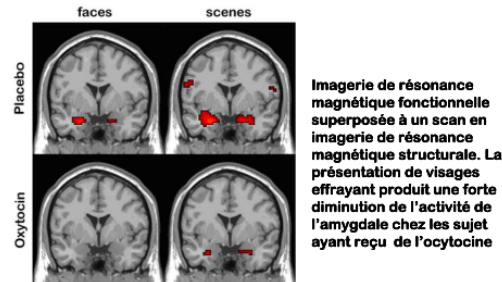 faces scenes
Placebo
Oxytocin
Imagerie de résonance
magnétique fonctionnelle
superposée à un scan en
imagerie de résonance
magnétique structurale. La
présentation de visages
effrayant produit une forte
diminution de l'activité de
l'amygdale chez les sujet
ayant reçu de l'ocytocine